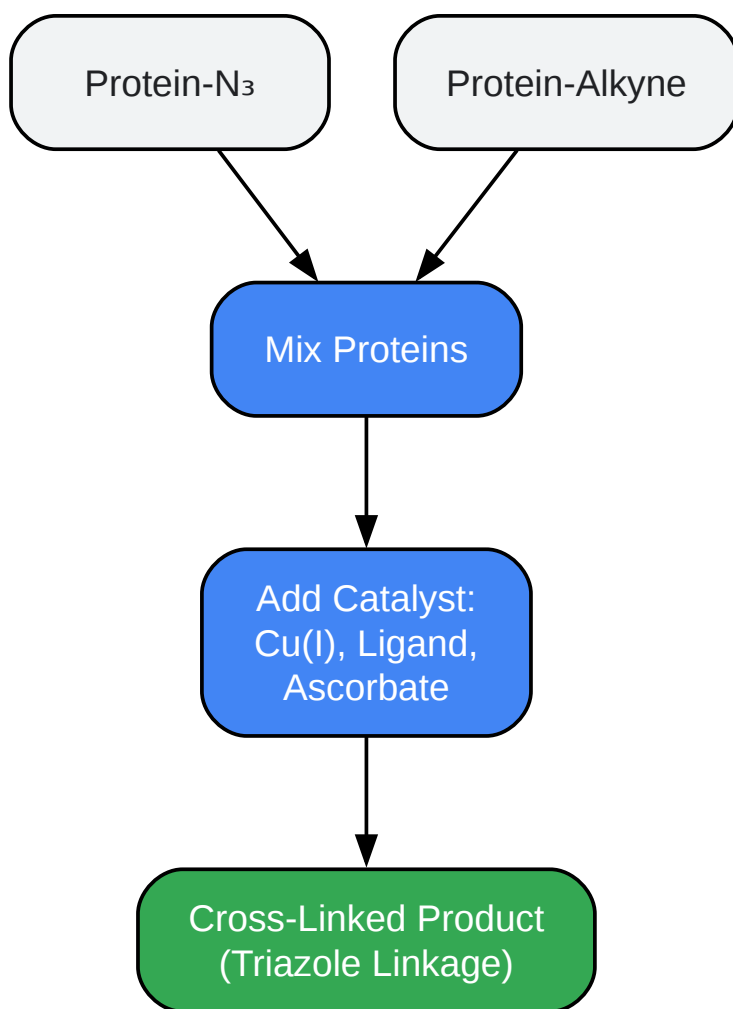 Protein-N₃
Protein-Alkyne
Mix Proteins
Add Catalyst:
Cu(I), Ligand,
Ascorbate
Cross-Linked Product
(Triazole Linkage)